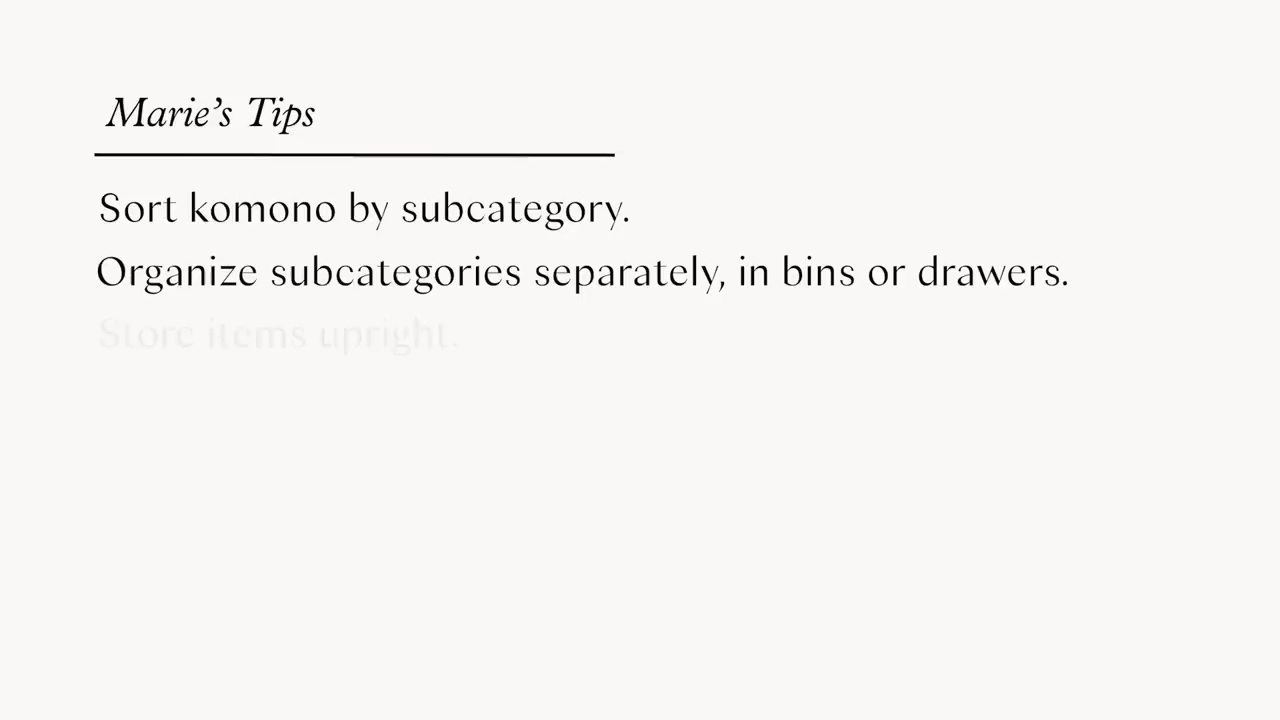 Marie's Tips
Sort komono by subcategory.
Organize subcategories separately, in bins or drawers.
Store items upright.